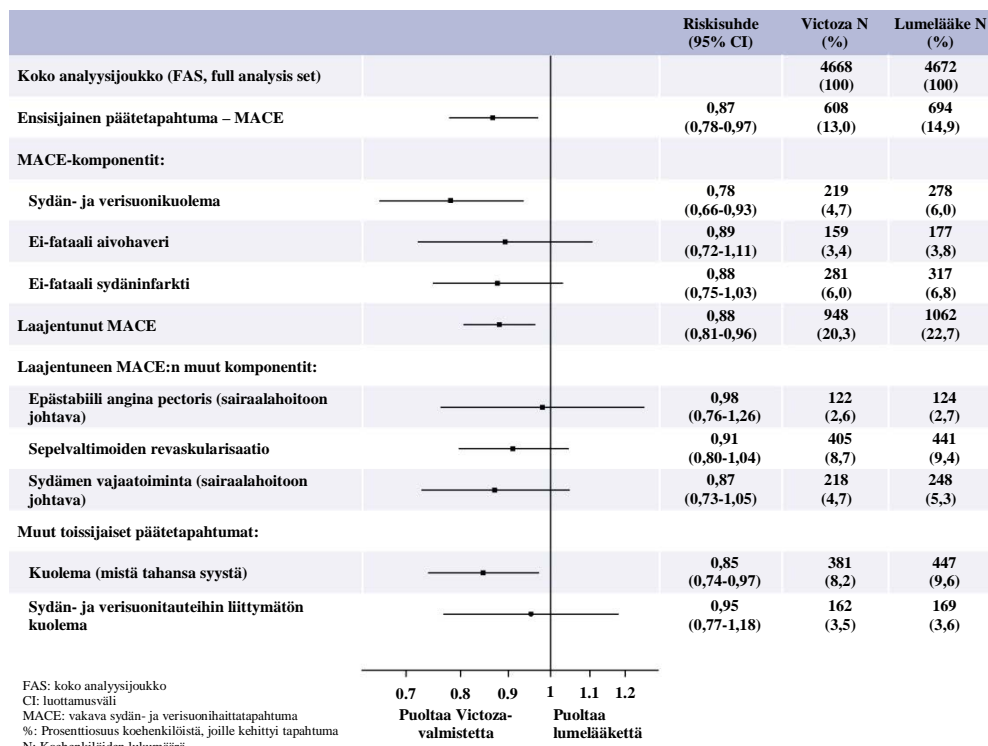 Riskisuhde (95% CI) Victoza N (%) Lumelääke N (%)
Koko analyysijoukko (FAS, full analysis set) 4668 (100) 4672 (100)
Ensisijainen päätetapahtuma – MACE 0,87 (0,78-0,97) 608 (13,0) 694 (14,9)
MACE-komponentit:
Sydän- ja verisuonikuolema 0,78 (0,66-0,93) 219 (4,7) 278 (6,0)
Ei-fataali aivohaveri 0,89 (0,72-1,11) 159 (3,4) 177 (3,8)
Ei-fataali sydäninfarkti 0,88 (0,75-1,03) 281 (6,0) 317 (6,8)
Laajentunut MACE 0,88 (0,81-0,96) 948 (20,3) 1062 (22,7)
Laajentuneen MACE:n muut komponentit:
Epästabiili angina pectoris (sairaalahoitoon johtava) 0,98 (0,76-1,26) 122 (2,6) 124 (2,7)
Sepelvaltimoiden revaskularisaatio 0,91 (0,80-1,04) 405 (8,7) 441 (9,4)
Sydämen vajaatoiminta (sairaalahoitoon johtava) 0,87 (0,73-1,05) 218 (4,7) 248 (5,3)
Muut toissijaiset päätetapahtumat:
Kuolema (mistä tahansa syystä) 0,85 (0,74-0,97) 381 (8,2) 447 (9,6)
Sydän- ja verisuonitauteihin liittymätön kuolema 0,95 (0,77-1,18) 162 (3,5) 169 (3,6)
0.7 0.8 0.9 1 1.1 1.2
Puoltaa Victoza-valmistetta
Puoltaa lumelääkettä
FAS: koko analyysijoukko
CI: luottamusväli
MACE: vakava sydän- ja verisuonihaittatapahtuma
%: Prosenttiosuus koehenkilöistä, joille kehittyi tapahtuma
N: Koehenkilöiden lukumäärä